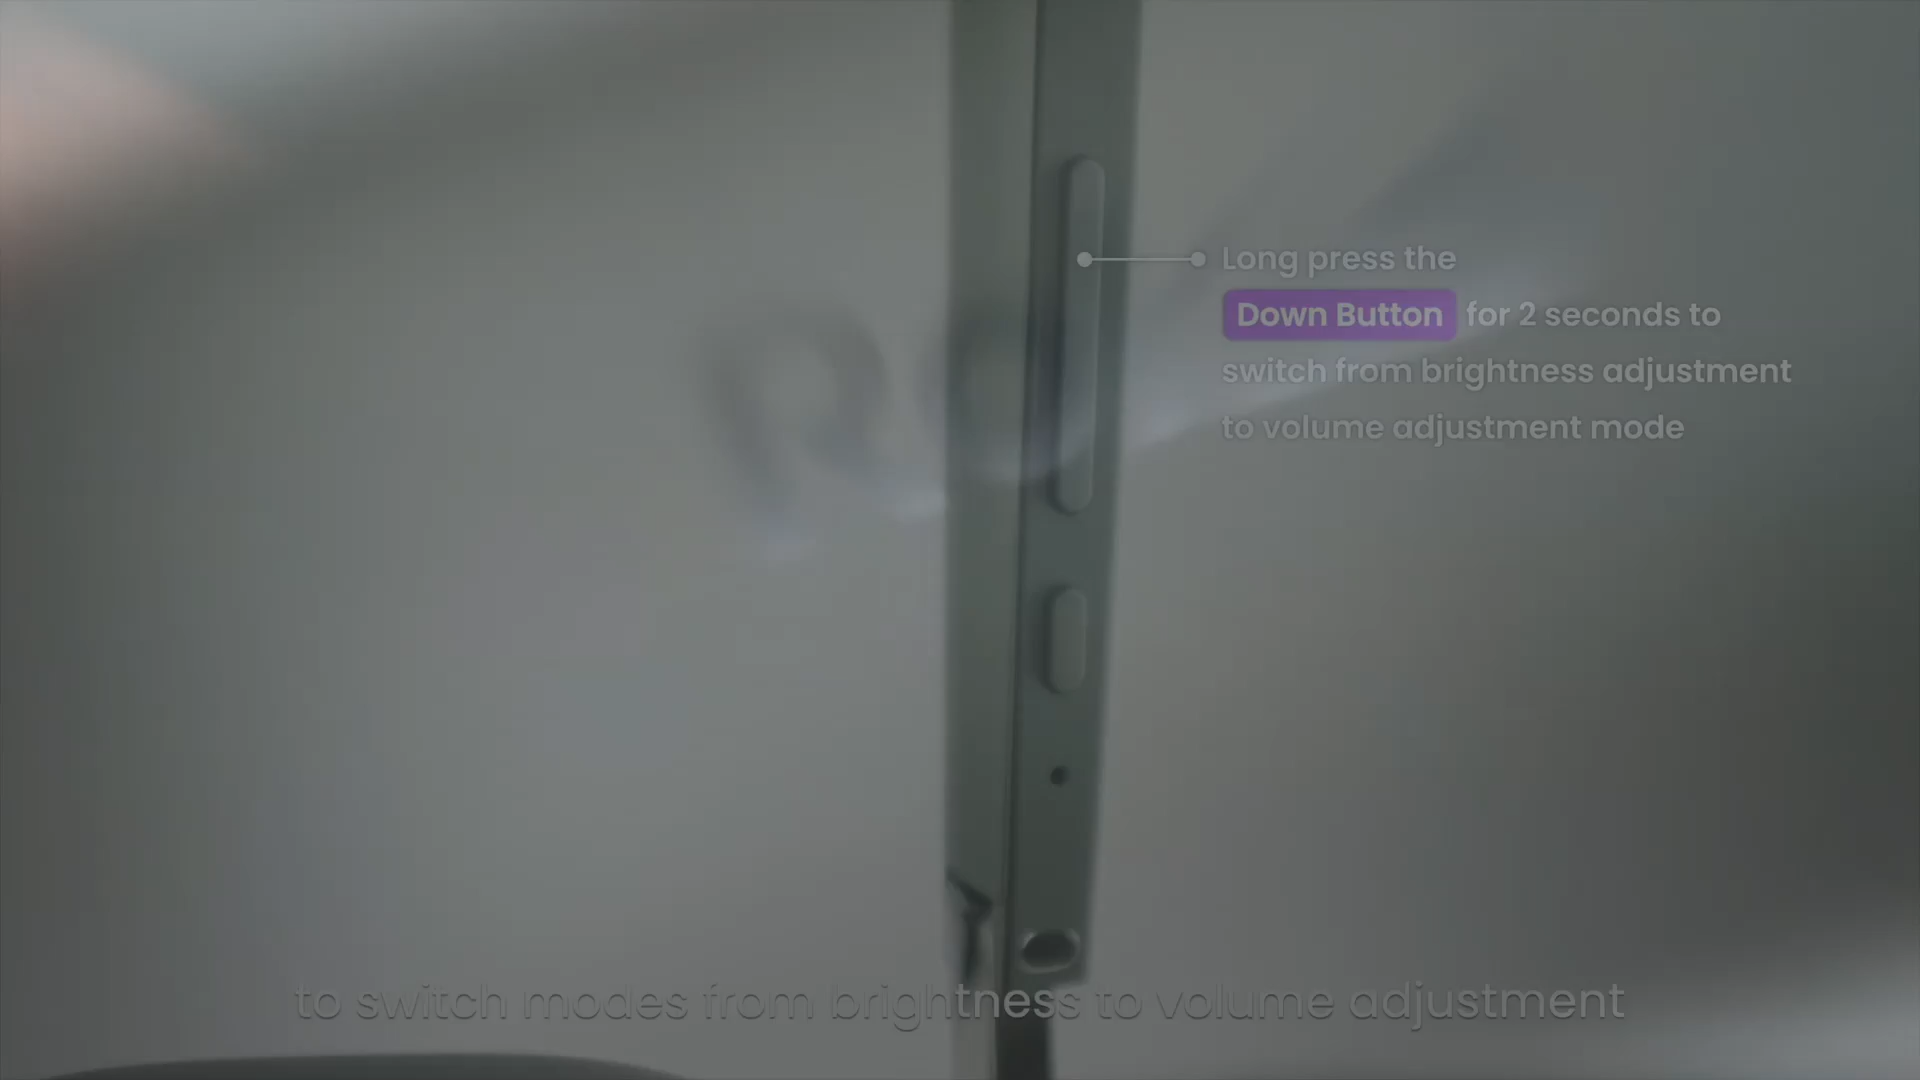 Long press the
Down Button for 2 seconds to
switch from brightness adjustment
to volume adjustment mode
to switch modes from brightness to volume adjustment